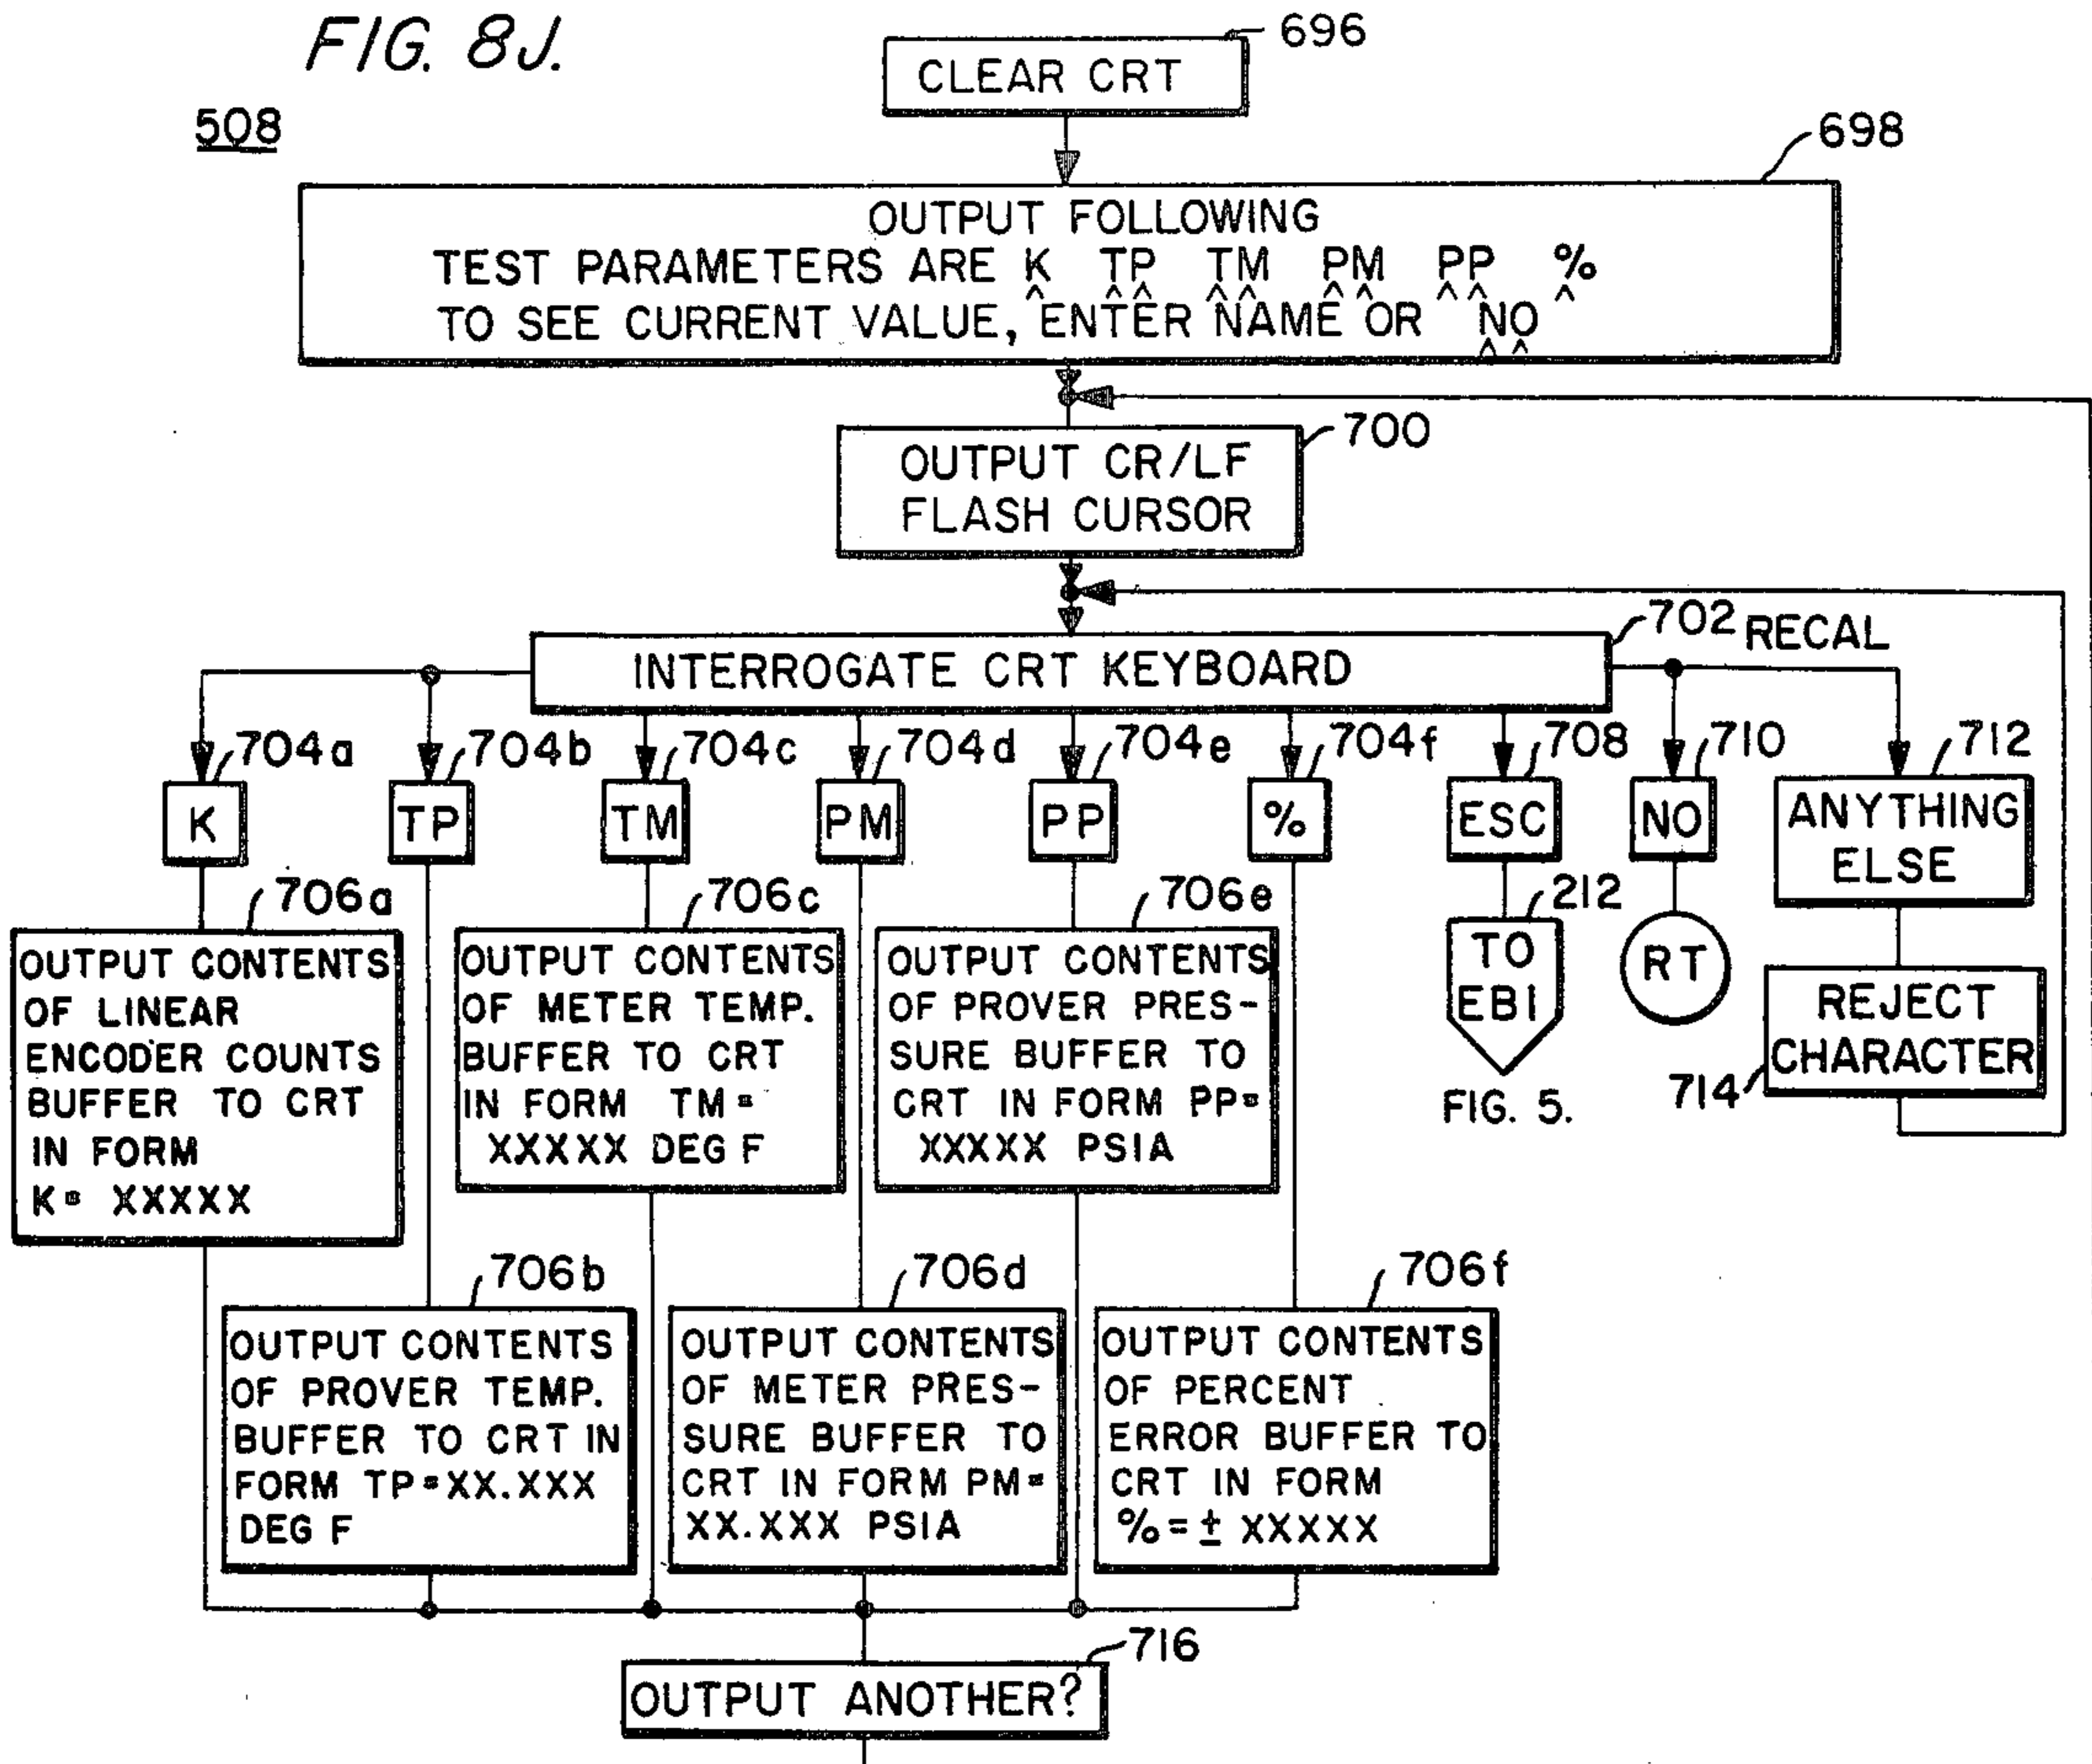 FIG. 8J.
508
696
CLEAR CRT
698
OUTPUT FOLLOWING
TEST PARAMETERS ARE K TP TM PM PP %
^ ^ ^ ^ ^ ^ ^ ^ ^ ^
TO SEE CURRENT VALUE, ENTER NAME OR NO
^ ^
700
OUTPUT CR/LF
FLASH CURSOR
702 RECAL
INTERROGATE CRT KEYBOARD
704a
704b
704c
704d
704e
704f
708
710
712
K
TP
TM
PM
PP
%
ESC
NO
ANYTHING
ELSE
706a
OUTPUT CONTENTS
OF LINEAR
ENCODER COUNTS
BUFFER TO CRT
IN FORM
K= XXXXX
706c
OUTPUT CONTENTS
OF METER TEMP.
BUFFER TO CRT
IN FORM TM=
XXXXX DEG F
706e
OUTPUT CONTENTS
OF PROVER PRES-
SURE BUFFER TO
CRT IN FORM PP=
XXXXX PSIA
212
TO
EBI
FIG. 5.
RT
REJECT
CHARACTER
714
706b
OUTPUT CONTENTS
OF PROVER TEMP.
BUFFER TO CRT IN
FORM TP=XX.XXX
DEG F
706d
OUTPUT CONTENTS
OF METER PRES-
SURE BUFFER TO
CRT IN FORM PM=
XX.XXX PSIA
706f
OUTPUT CONTENTS
OF PERCENT
ERROR BUFFER TO
CRT IN FORM
%=± XXXXX
716
OUTPUT ANOTHER?